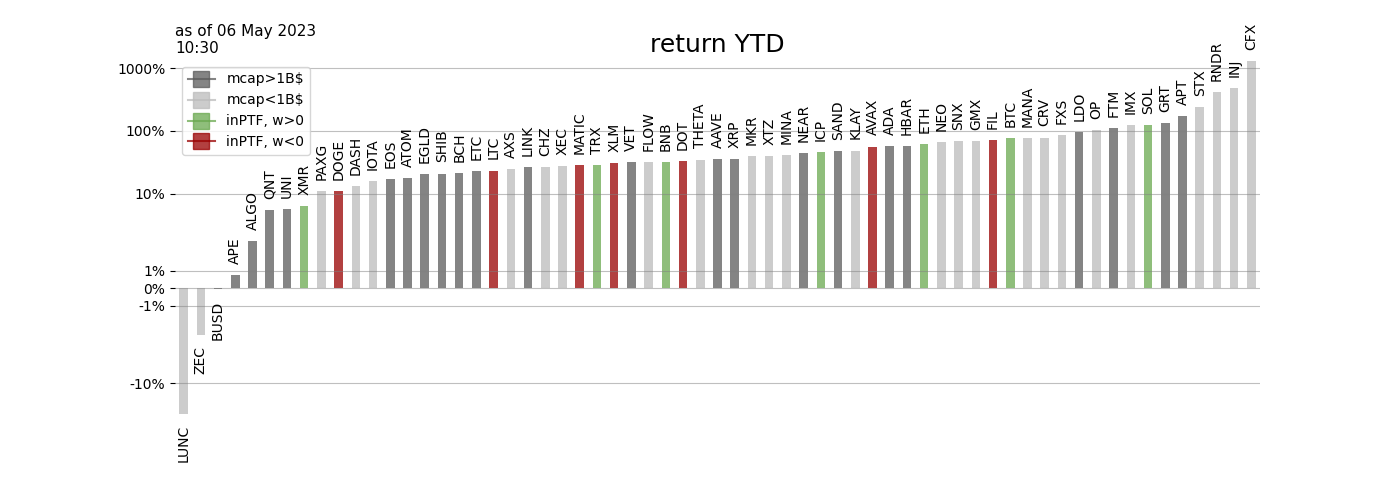 as of 06 May 2023
10:30
return YTD
1000%
100%
10%
1%
0%
-1%
-10%
mcap>1B$
mcap<1B$
inPTF, w>0
inPTF, w<0
LUNC
ZEC
BUSD
APE
ALGO
QNT
UNI
XMR
PAXG
DOGE
DASH
IOTA
EOS
ATOM
EGLD
SHIB
BCH
ETC
LTC
AXS
LINK
CHZ
XEC
MATIC
TRX
XLM
VET
FLOW
BNB
DOT
THETA
AAVE
XRP
MKR
XTZ
MINA
NEAR
ICP
SAND
KLAY
AVAX
ADA
HBAR
ETH
NEO
SNX
GMX
FIL
BTC
MANA
CRV
FXS
LDO
OP
FTM
IMX
SOL
GRT
APT
STX
RNDR
INJ
CFX